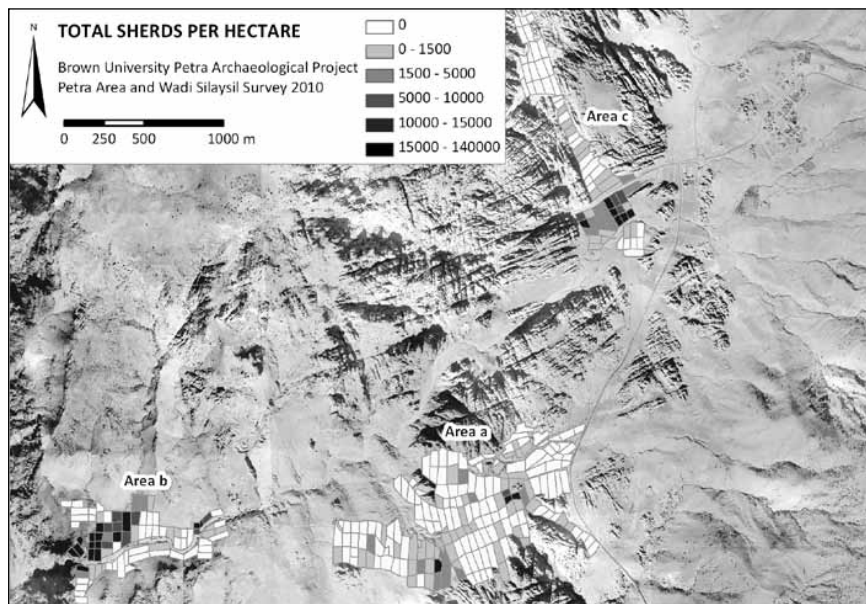 N
TOTAL SHERDS PER HECTARE
Brown University Petra Archaeological Project
Petra Area and Wadi Silaysil Survey 2010
0 250 500 1000 m
0
0 - 1500
1500 - 5000
5000 - 10000
10000 - 15000
15000 - 140000
Area c
Area a
Area b